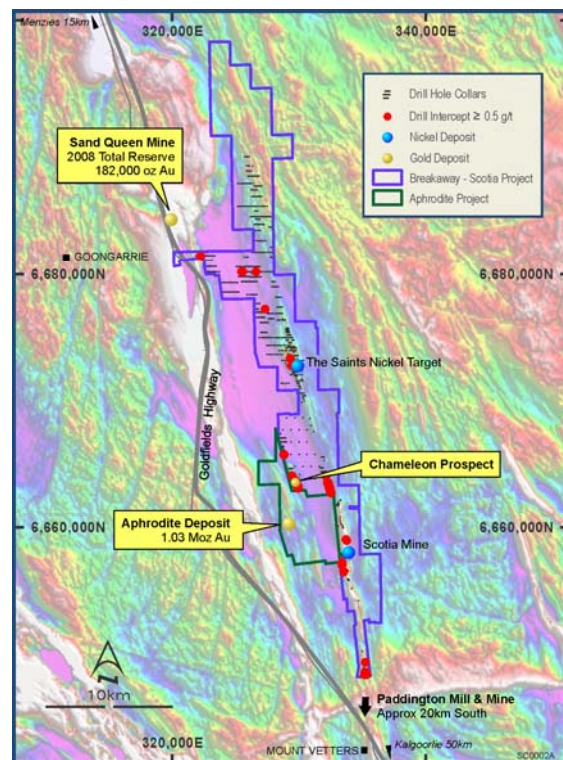 Menzies 15km
320,000E
340,000E
Drill Hole Collars
Drill Intercept ≥ 0.5 g/t
Nickel Deposit
Gold Deposit
Breakaway - Scotia Project
Aphrodite Project
Sand Queen Mine
2008 Total Reserve
182,000 oz Au
GOONGARRIE
6,680,000N
6,680,000N
The Saints Nickel Target
Goldfields Highway
Chameleon Prospect
Aphrodite Deposit
1.03 Moz Au
6,660,000N
6,660,000N
Scotia Mine
N
10km
Paddington Mill & Mine
Approx 20km South
320,000E
MOUNT VETTERS
Kalgoorlie 50km
SC0002A